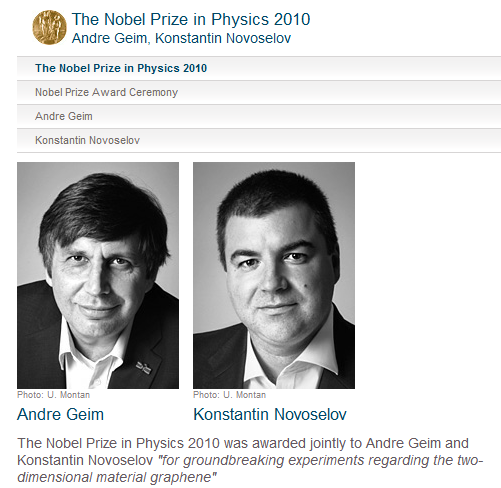 The Nobel Prize in Physics 2010
Andre Geim, Konstantin Novoselov
The Nobel Prize in Physics 2010
Nobel Prize Award Ceremony
Andre Geim
Konstantin Novoselov
Photo: U. Montan
Photo: U. Montan
Andre Geim
Konstantin Novoselov
The Nobel Prize in Physics 2010 was awarded jointly to Andre Geim and
Konstantin Novoselov "for groundbreaking experiments regarding the two-
dimensional material graphene"